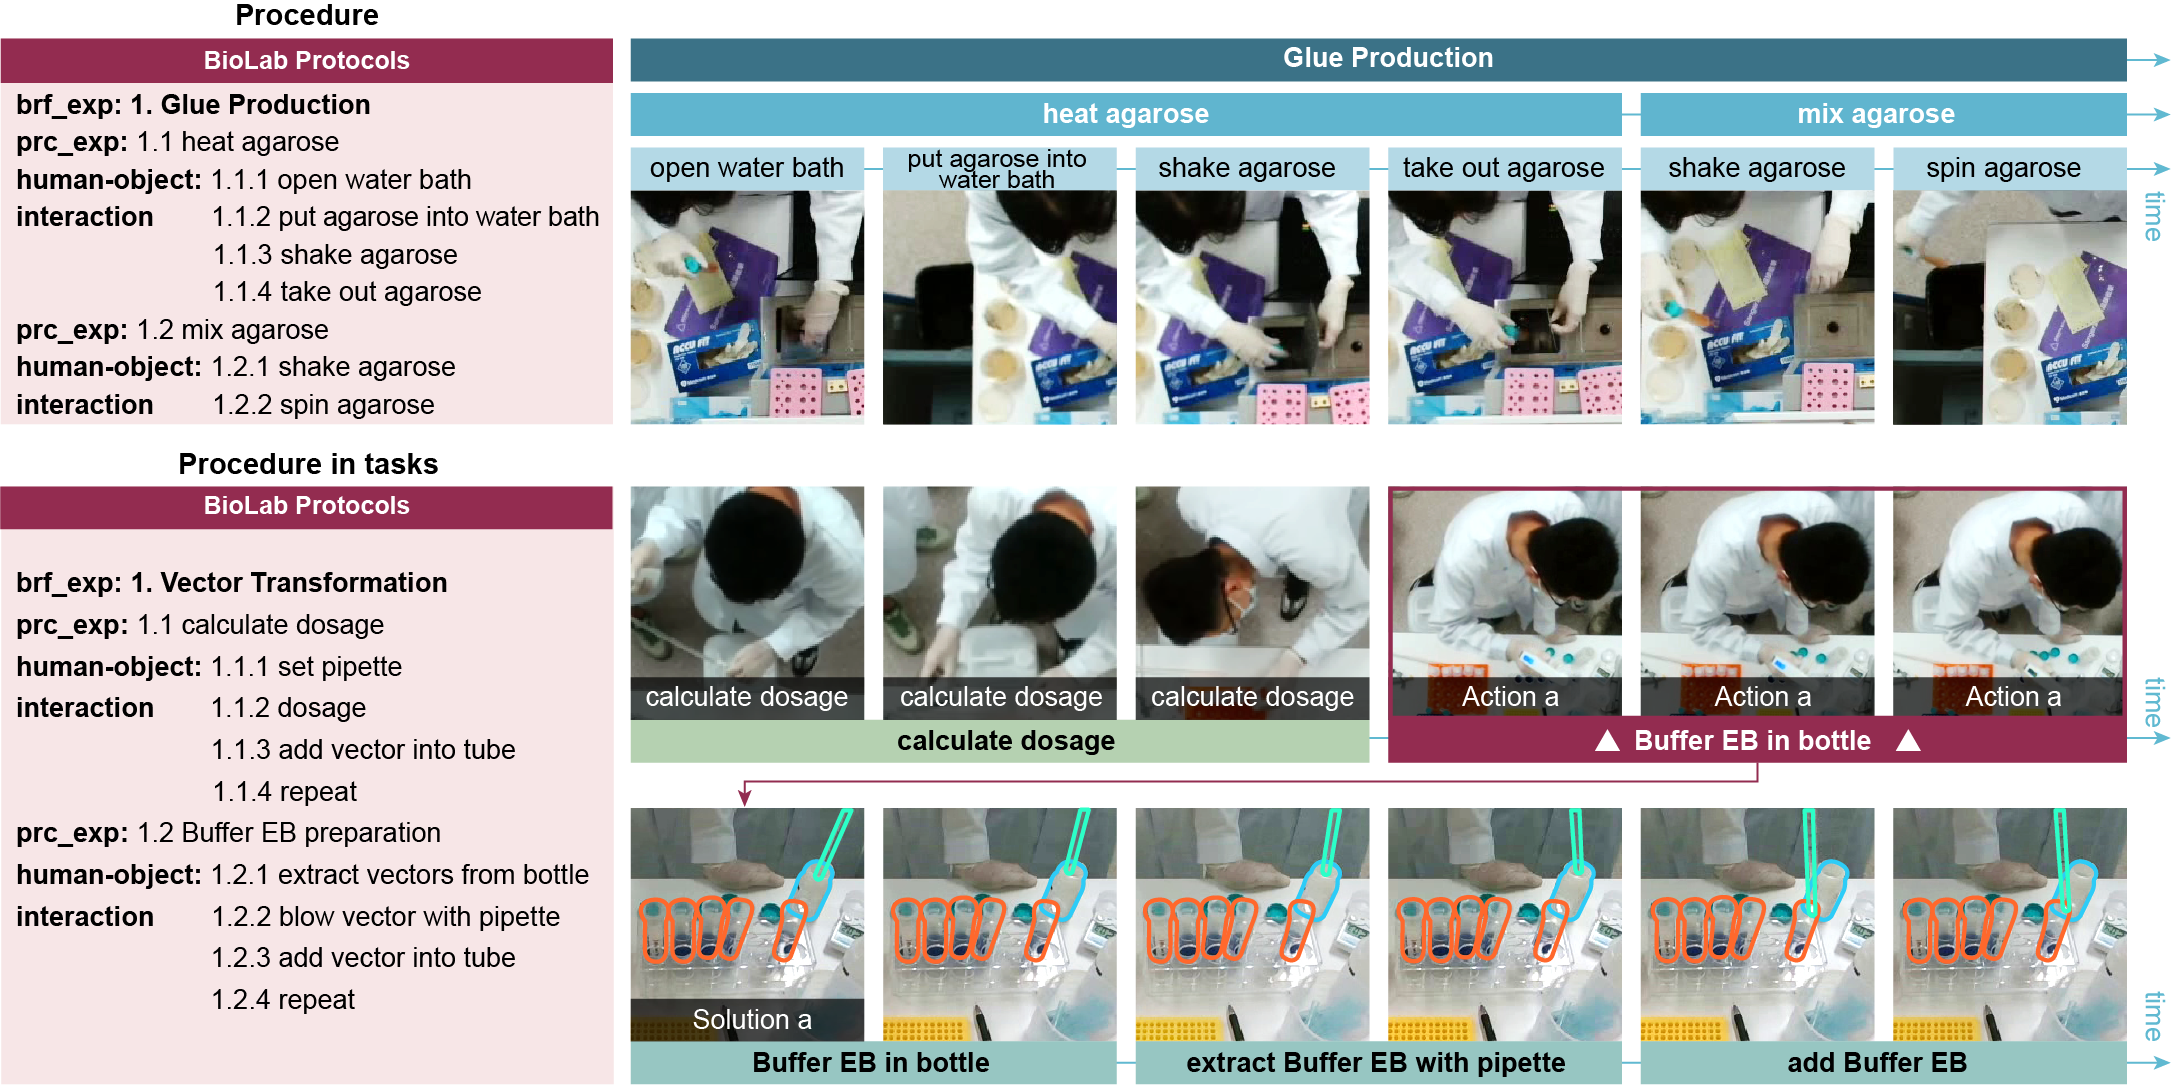 Procedure
BioLab Protocols
brf_exp: 1. Glue Production
prc_exp: 1.1 heat agarose
human-object: 1.1.1 open water bath
interaction 1.1.2 put agarose into water bath
1.1.3 shake agarose
1.1.4 take out agarose
prc_exp: 1.2 mix agarose
human-object: 1.2.1 shake agarose
interaction 1.2.2 spin agarose
Glue Production
heat agarose
mix agarose
open water bath
put agarose into
water bath
shake agarose
take out agarose
shake agarose
spin agarose
time
ACCU FIT
ACCU FIT
Procedure in tasks
BioLab Protocols
brf_exp: 1. Vector Transformation
prc_exp: 1.1 calculate dosage
human-object: 1.1.1 set pipette
interaction 1.1.2 dosage
1.1.3 add vector into tube
1.1.4 repeat
prc_exp: 1.2 Buffer EB preparation
human-object: 1.2.1 extract vectors from bottle
interaction 1.2.2 blow vector with pipette
1.2.3 add vector into tube
1.2.4 repeat
calculate dosage
calculate dosage
calculate dosage
Action a
Action a
Action a
calculate dosage
▲ Buffer EB in bottle ▲
time
Solution a
Buffer EB in bottle
extract Buffer EB with pipette
add Buffer EB
time